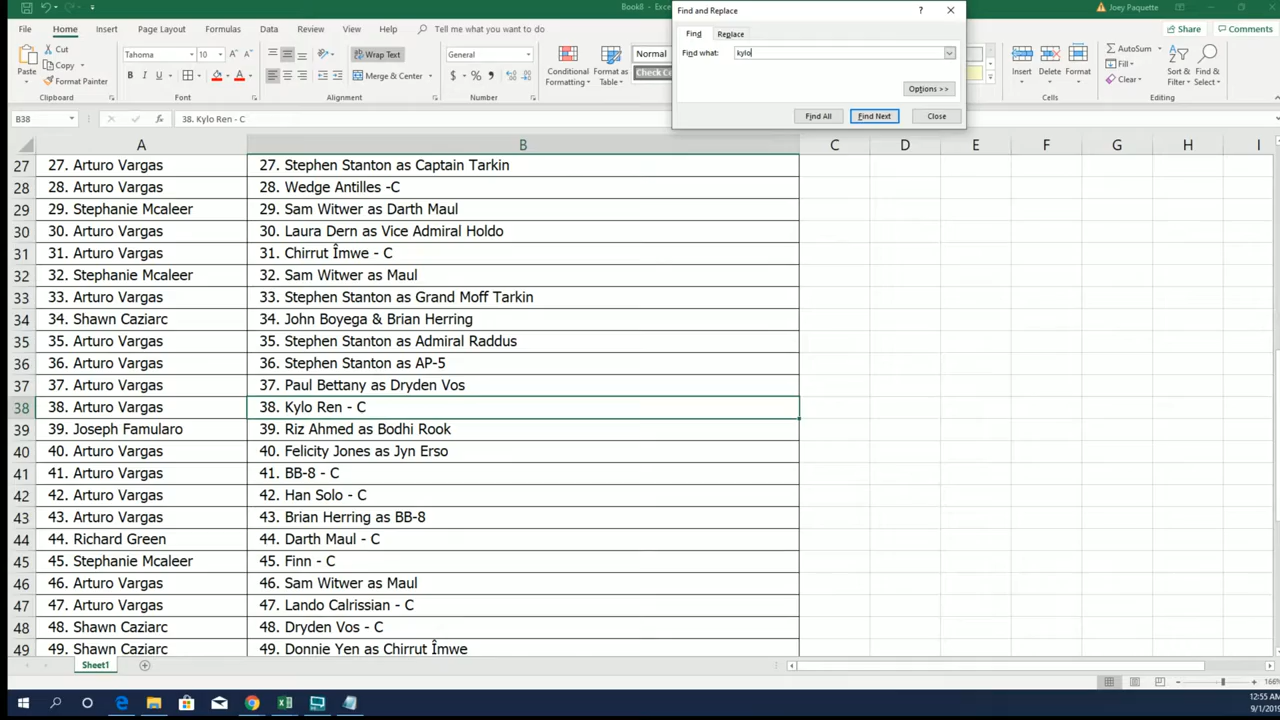 Book8 - Exce
Joey Paquette
File Home Insert
Data Review View Help Tell me what you want to do
Share Comments
Paste Cut Copy Format Painter Clipboard
Tahoma 10 B I U A Font
Wrap Text Merge & Center Alignment
$ % Number
Conditional Formatting Format as Table Normal Check Ce
Insert Delete Format Cells
AutoSum Fill Clear Sort & Filter Find & Select Editing
Find and Replace ?
Find Replace
Find what: kylo
Options >>
Find All Find Next Close
B38 fx 38. Kylo Ren - C
A B C D E F G H I
27 27. Arturo Vargas 27. Stephen Stanton as Captain Tarkin
28 28. Arturo Vargas 28. Wedge Antilles -C
29 29. Stephanie Mcaleer 29. Sam Witwer as Darth Maul
30 30. Arturo Vargas 30. Laura Dern as Vice Admiral Holdo
31 31. Arturo Vargas 31. Chirrut Îmwe - C
32 32. Stephanie Mcaleer 32. Sam Witwer as Maul
33 33. Arturo Vargas 33. Stephen Stanton as Grand Moff Tarkin
34 34. Shawn Caziarc 34. John Boyega & Brian Herring
35 35. Arturo Vargas 35. Stephen Stanton as Admiral Raddus
36 36. Arturo Vargas 36. Stephen Stanton as AP-5
37 37. Arturo Vargas 37. Paul Bettany as Dryden Vos
38 38. Arturo Vargas 38. Kylo Ren - C
39 39. Joseph Famularo 39. Riz Ahmed as Bodhi Rook
40 40. Arturo Vargas 40. Felicity Jones as Jyn Erso
41 41. Arturo Vargas 41. BB-8 - C
42 42. Arturo Vargas 42. Han Solo - C
43 43. Arturo Vargas 43. Brian Herring as BB-8
44 44. Richard Green 44. Darth Maul - C
45 45. Stephanie Mcaleer 45. Finn - C
46 46. Arturo Vargas 46. Sam Witwer as Maul
47 47. Arturo Vargas 47. Lando Calrissian - C
48 48. Shawn Caziarc 48. Dryden Vos - C
49 49. Shawn Caziarc 49. Donnie Yen as Chirrut Îmwe
Sheet1
166%
12:55 AM
9/1/2019